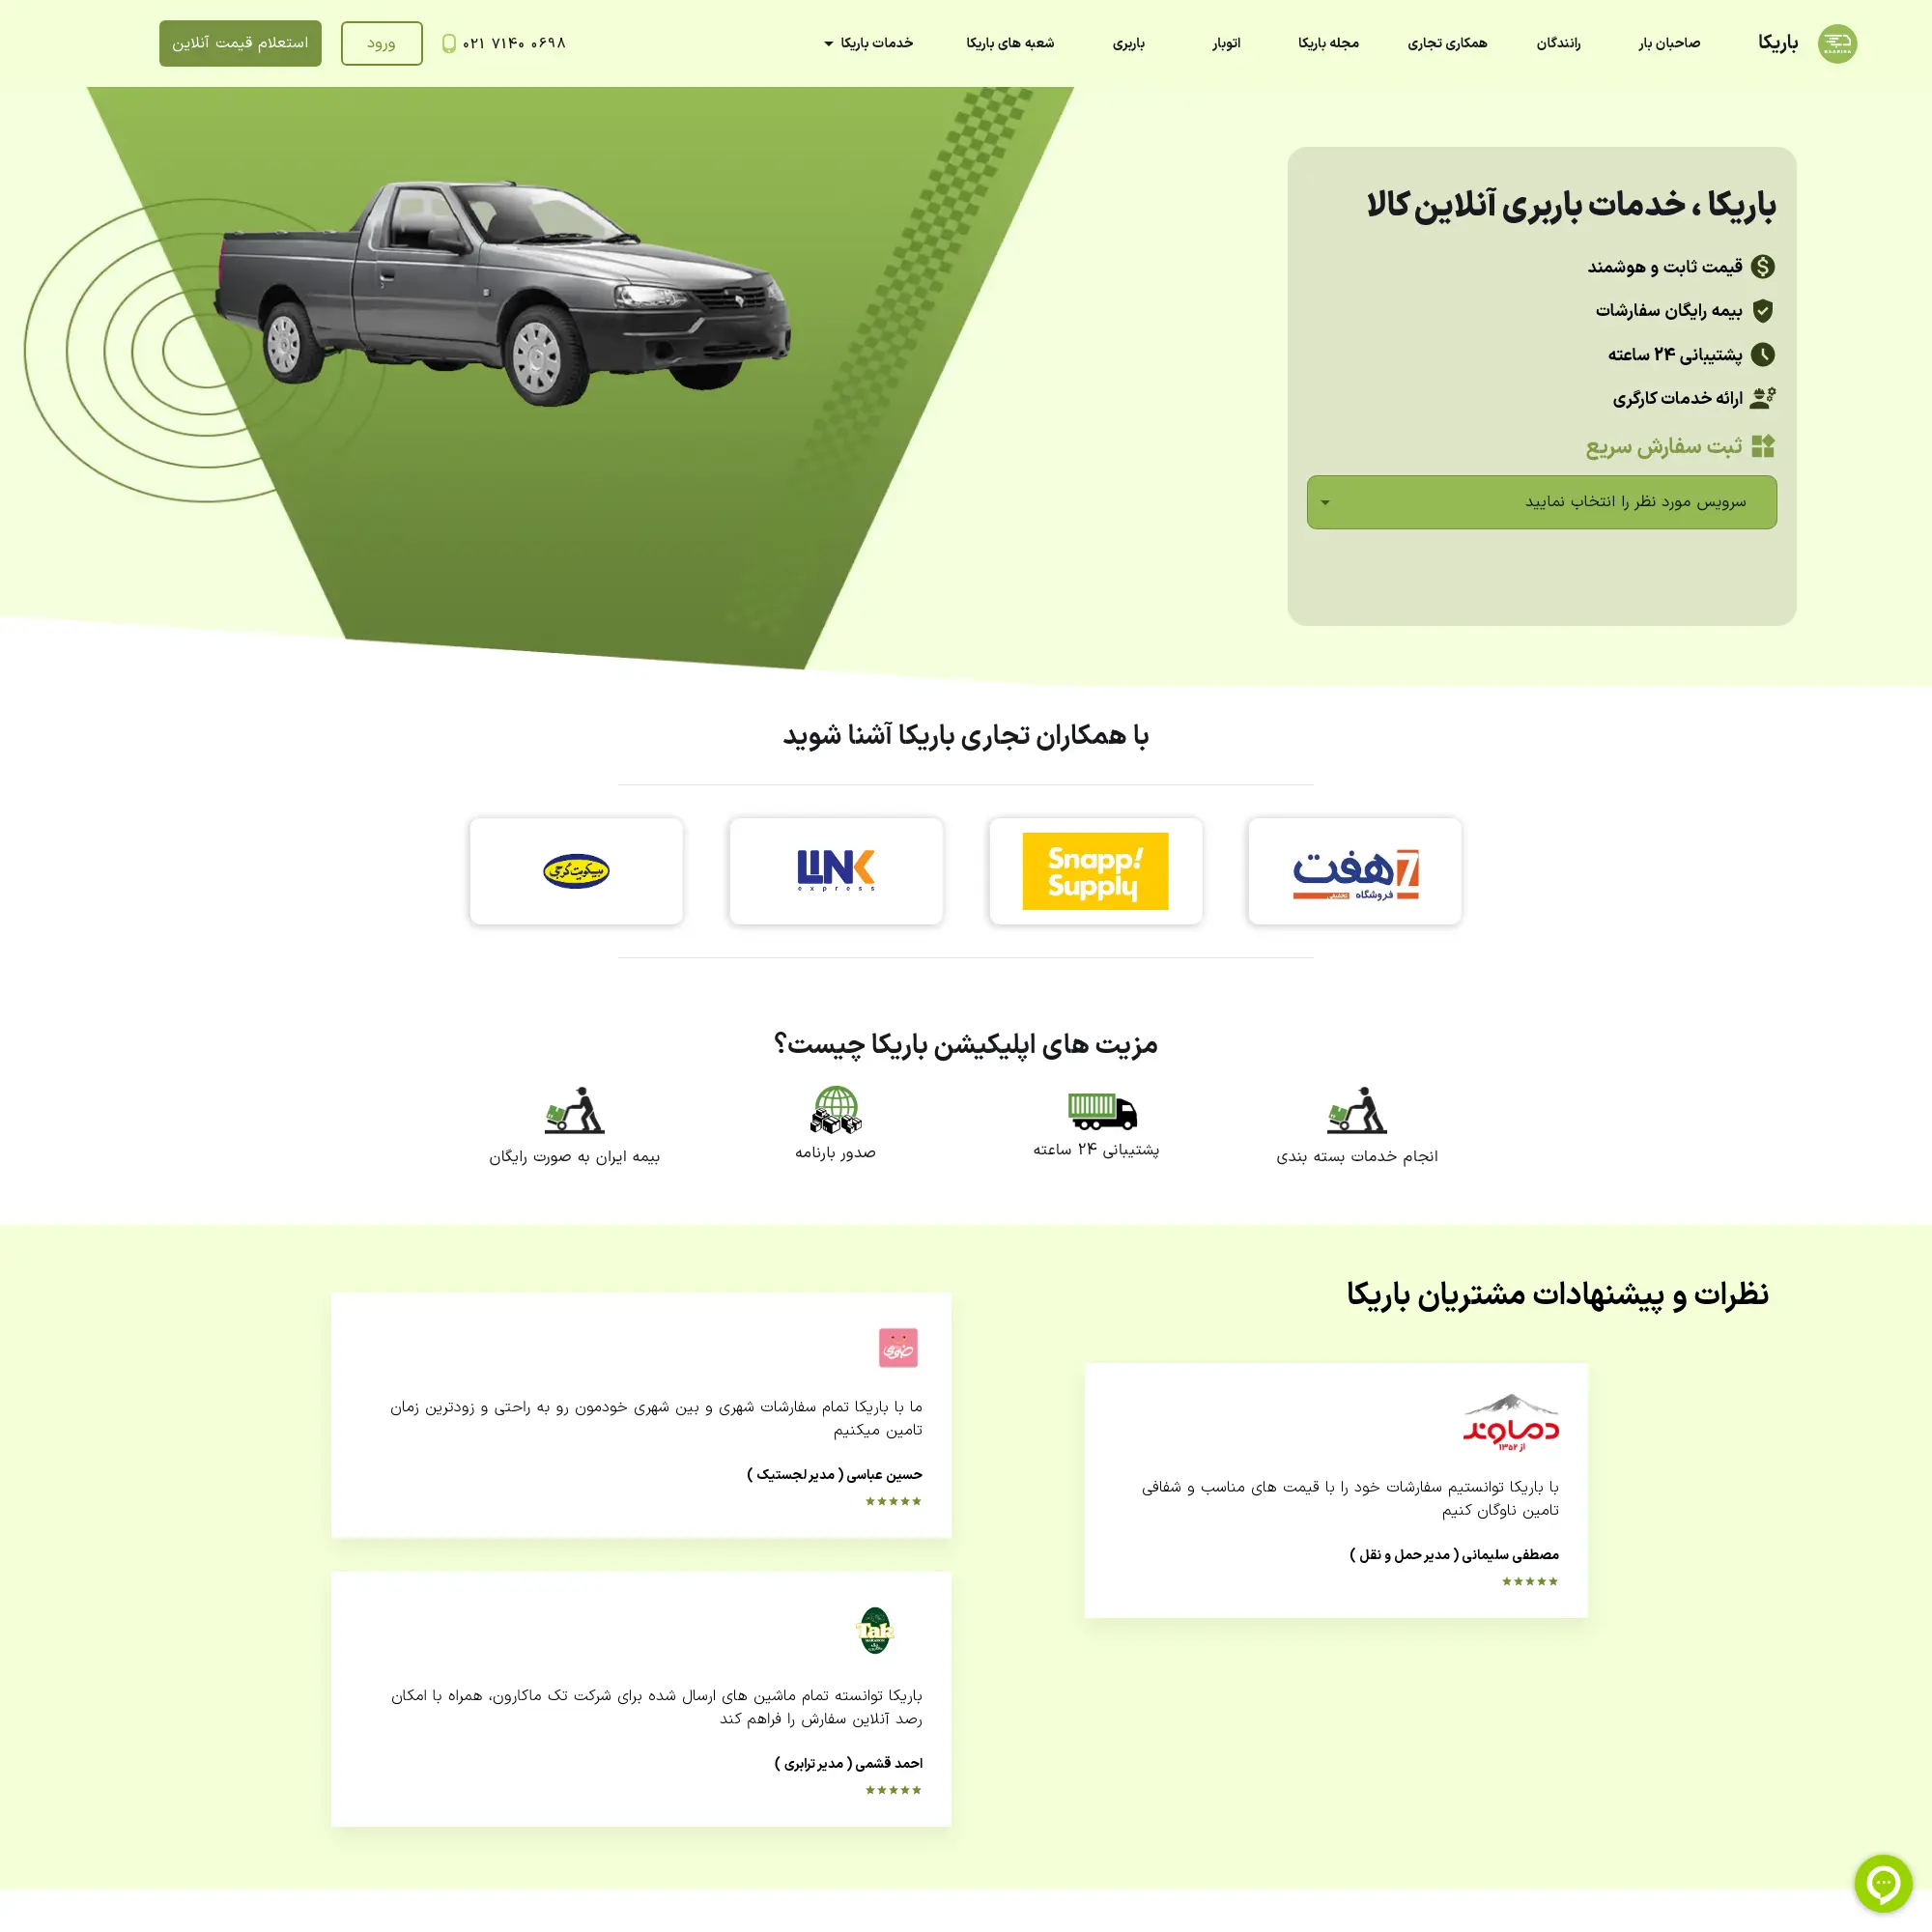 باریکا
صاحبان بار
رانندگان
همکاری تجاری
مجله باریکا
اتوبار
باربری
شعبه های باریکا
خدمات باریکا
۰۲۱ ۷۱۴۰ ۰۶۹۸
ورود
استعلام قیمت آنلاین
باریکا ، خدمات باربری آنلاین کالا
قیمت ثابت و هوشمند
بیمه رایگان سفارشات
پشتیبانی ۲۴ ساعته
ارائه خدمات کارگری
ثبت سفارش سریع
سرویس مورد نظر را انتخاب نمایید
با همکاران تجاری باریکا آشنا شوید
هفت 7
فروشگاه تخفیفی
Snapp!
Supply
LINK
express
بیسکویت گرجی
مزیت های اپلیکیشن باریکا چیست؟
انجام خدمات بسته بندی
پشتیبانی ۲۴ ساعته
صدور بارنامه
بیمه ایران به صورت رایگان
نظرات و پیشنهادات مشتریان باریکا
دماوند
از ۱۳۵۲
با باریکا توانستیم سفارشات خود را با قیمت های مناسب و شفافی
تامین ناوگان کنیم
مصطفی سلیمانی ( مدیر حمل و نقل )
ما با باریکا تمام سفارشات شهری و بین شهری خودمون رو به راحتی و زودترین زمان
تامین میکنیم
حسین عباسی ( مدیر لجستیک )
Tak
باریکا توانسته تمام ماشین های ارسال شده برای شرکت تک ماکارون، همراه با امکان
رصد آنلاین سفارش را فراهم کند
احمد قشمی ( مدیر ترابری )